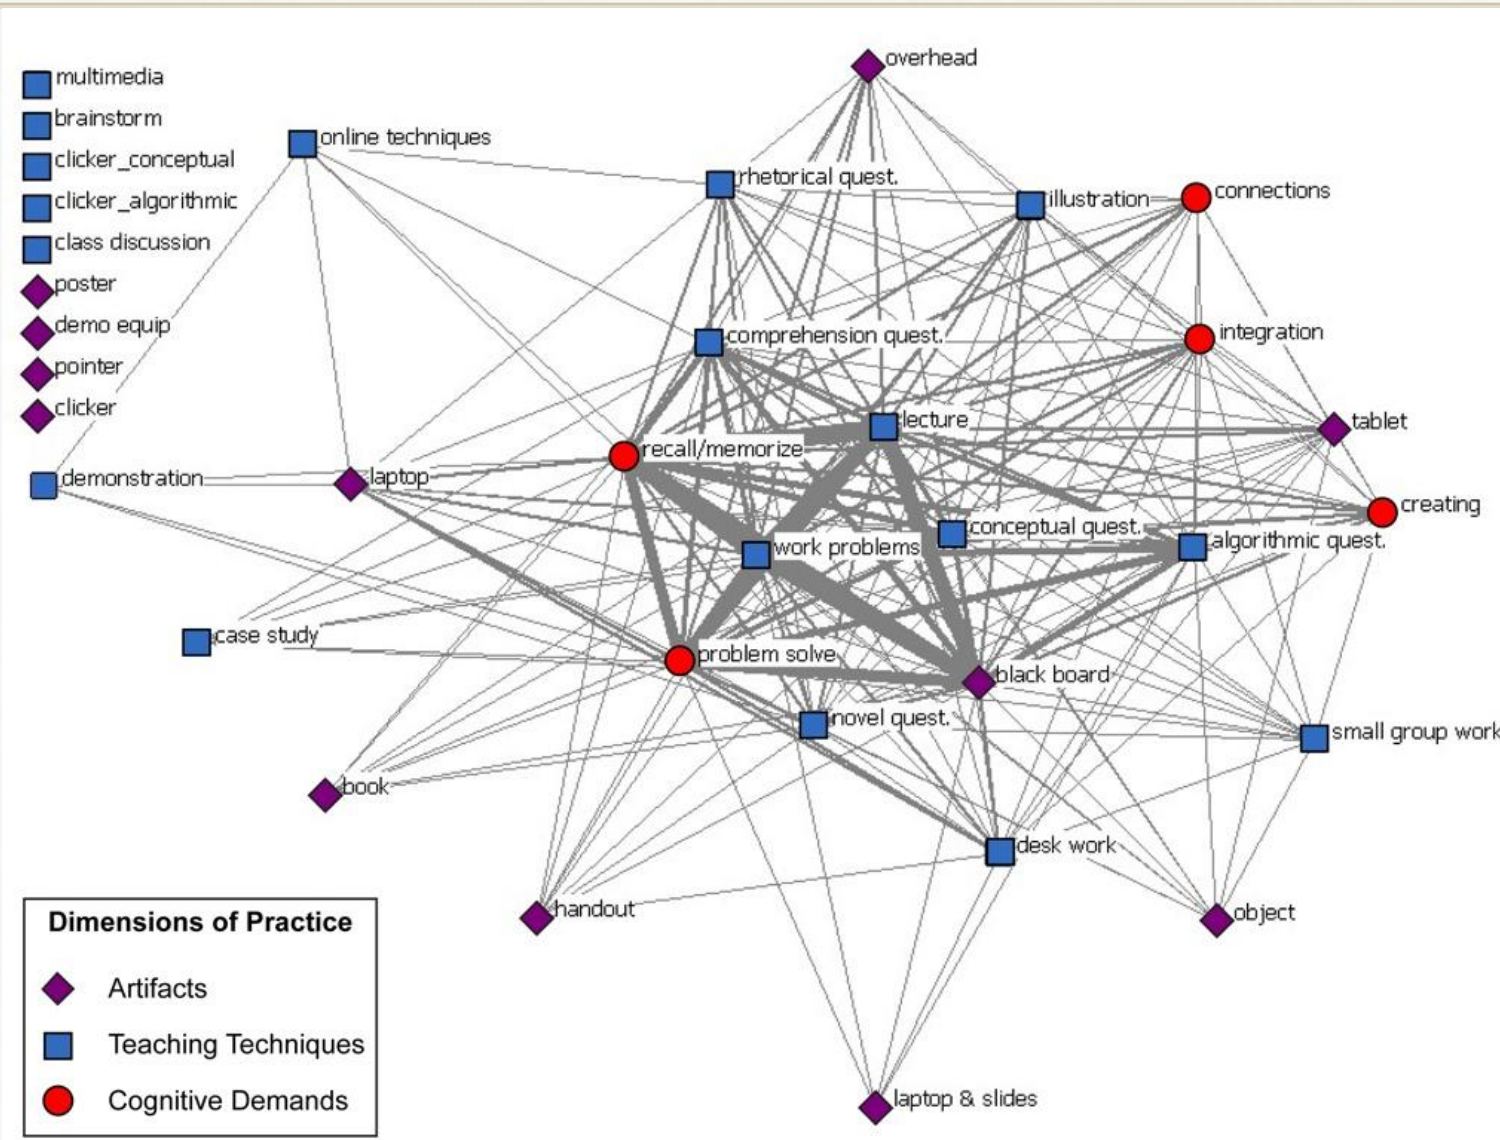 overhead
multimedia
brainstorm
online techniques
clicker_conceptual
rhetorical quest.
connections
clicker_algorithmic
illustration
class discussion
poster
demo equip
integration
comprehension quest.
pointer
clicker
lecture
tablet
recall/memorize
demonstration
laptop
creating
conceptual quest.
algorithmic quest.
work problems
case study
problem solve
black board
novel quest.
small group work
book
desk work
handout
object
Dimensions of Practice
Artifacts
Teaching Techniques
Cognitive Demands
laptop & slides